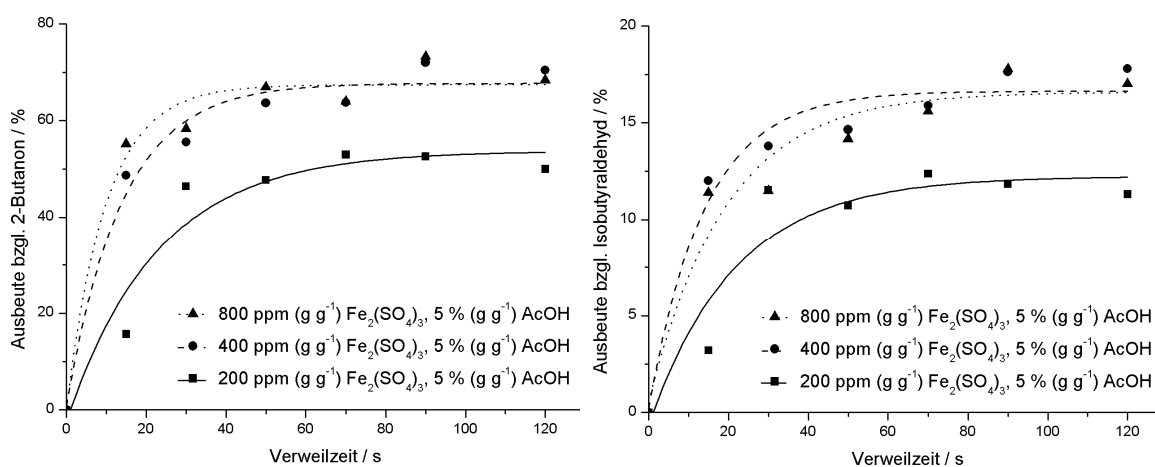 Ausbeute bzgl. 2-Butanon / %
80
60
40
20
0
800 ppm (g g⁻¹) Fe₂(SO₄)₃, 5 % (g g⁻¹) AcOH
400 ppm (g g⁻¹) Fe₂(SO₄)₃, 5 % (g g⁻¹) AcOH
200 ppm (g g⁻¹) Fe₂(SO₄)₃, 5 % (g g⁻¹) AcOH
0 20 40 60 80 100 120
Verweilzeit / s
Ausbeute bzgl. Isobutyraldehyd / %
20
15
10
5
0
800 ppm (g g⁻¹) Fe₂(SO₄)₃, 5 % (g g⁻¹) AcOH
400 ppm (g g⁻¹) Fe₂(SO₄)₃, 5 % (g g⁻¹) AcOH
200 ppm (g g⁻¹) Fe₂(SO₄)₃, 5 % (g g⁻¹) AcOH
0 20 40 60 80 100 120
Verweilzeit / s